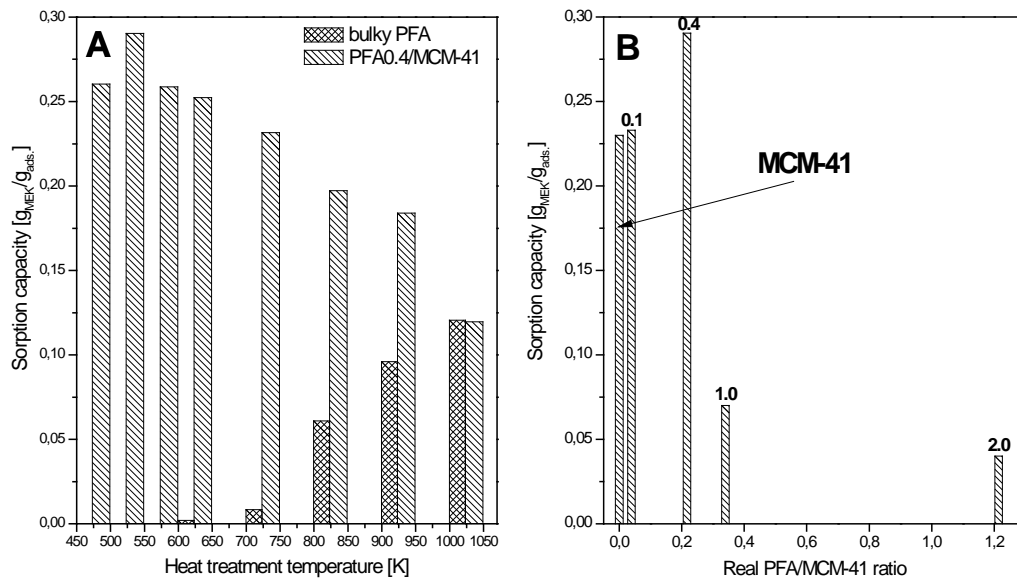 A
bulky PFA
PFA0.4/MCM-41
0,30
0,25
0,20
0,15
0,10
0,05
0,00
Sorption capacity [gMEK/gads.]
450 500 550 600 650 700 750 800 850 900 950 1000 1050
Heat treatment temperature [K]
B
0.4
0.1
MCM-41
1.0
2.0
0,30
0,25
0,20
0,15
0,10
0,05
0,00
Sorption capacity [gMEK/gads.]
0,0 0,2 0,4 0,6 0,8 1,0 1,2
Real PFA/MCM-41 ratio